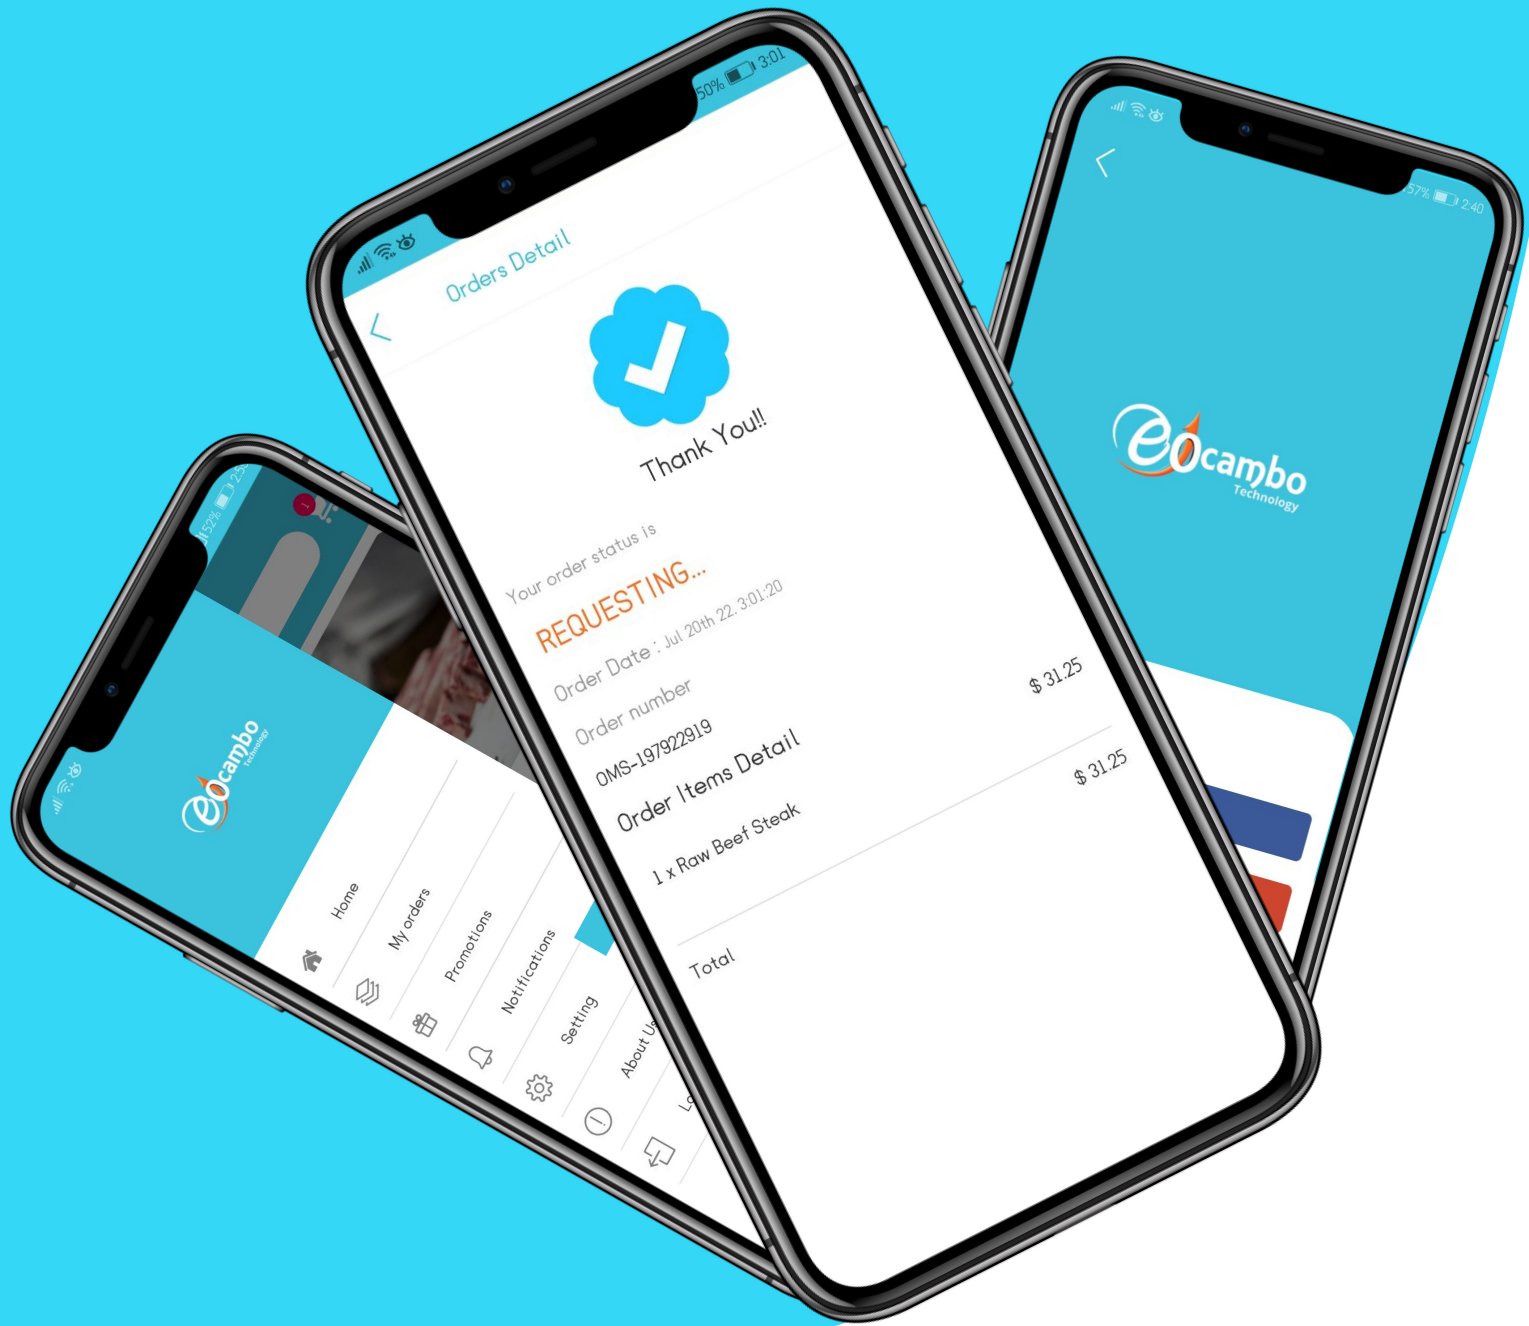 50% 3:01
Orders Detail
Thank You!!
Your order status is
REQUESTING...
Order Date : Jul 20th 22, 3:01:20
Order number
OMS-197922919
Order Items Detail
$ 31.25
1 x Raw Beef Steak
$ 31.25
Total
52%
eocambo
Technology
Home
My orders
Promotions
Notifications
Setting
About Us
57% 2:40
eocambo
Technology